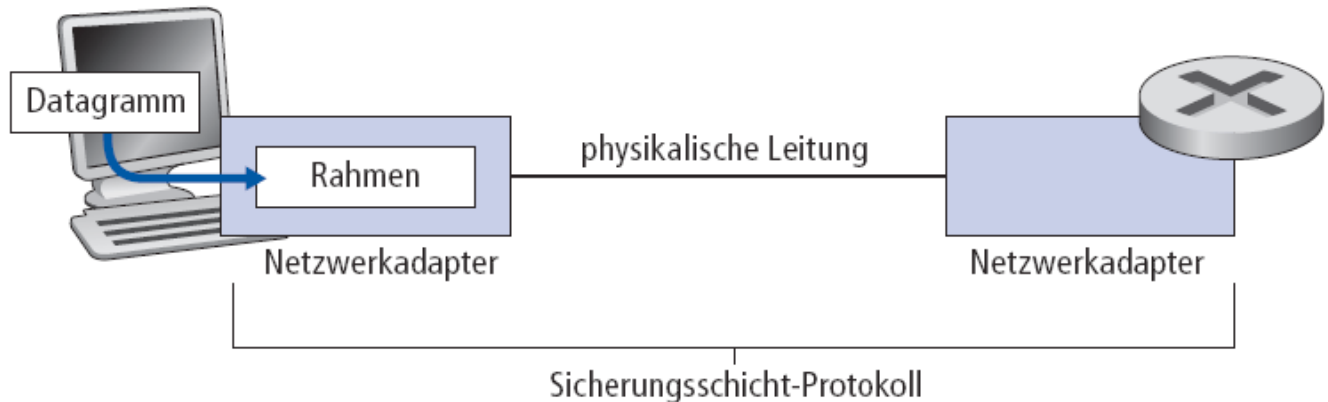 Datagramm
Rahmen
physikalische Leitung
Netzwerkadapter
Netzwerkadapter
Sicherungsschicht-Protokoll